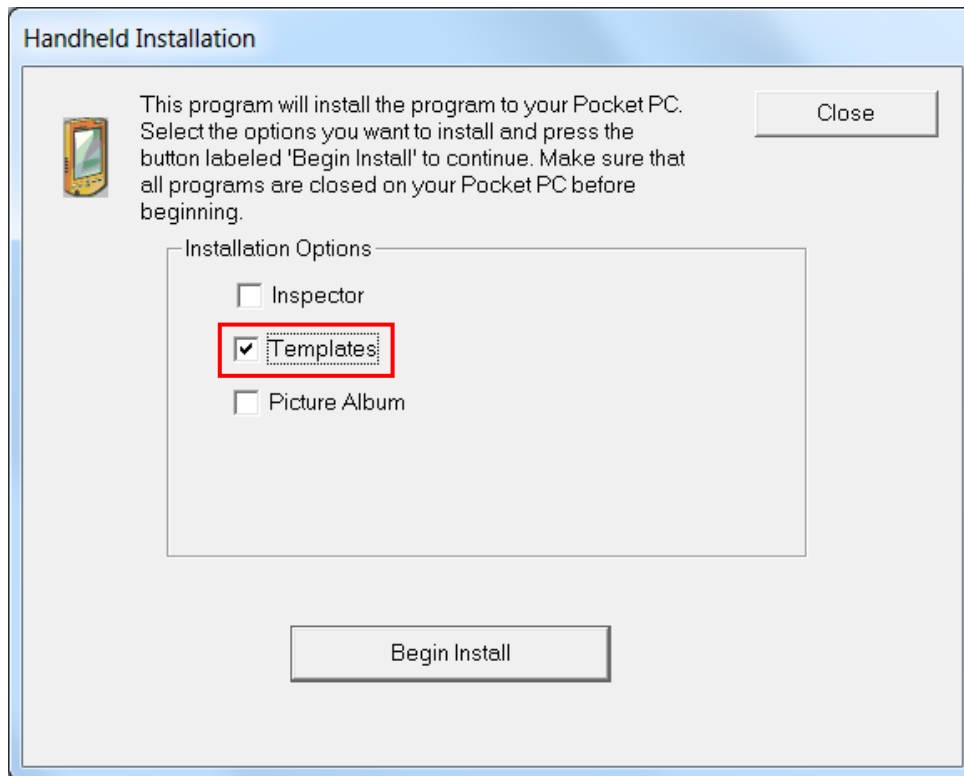 Handheld Installation
This program will install the program to your Pocket PC.
Select the options you want to install and press the
button labeled 'Begin Install' to continue. Make sure that
all programs are closed on your Pocket PC before
beginning.
Close
Installation Options
Inspector
Templates
Picture Album
Begin Install